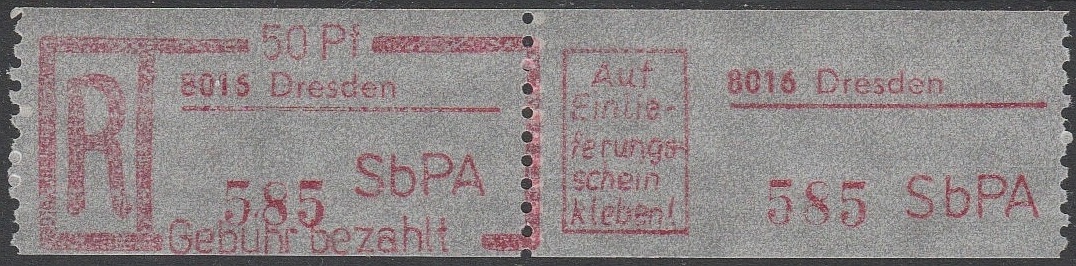 50 Pf
R
8016 Dresden
585 SbPA
Gebühr bezahlt
Auf
Einlie-
ferungs-
schein
kleben!
8016 Dresden
585 SbPA